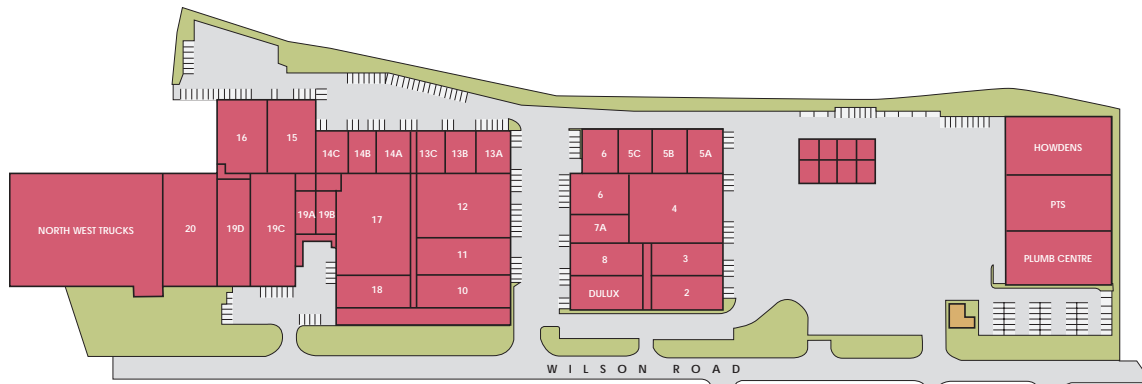 16
15
14C
14B
14A
13C
13B
13A
6
5C
5B
5A
HOWDENS
NORTH WEST TRUCKS
20
19D
19C
19A
19B
17
12
6
4
PTS
7A
11
8
3
PLUMB CENTRE
18
10
DULUX
2
WILSON ROAD